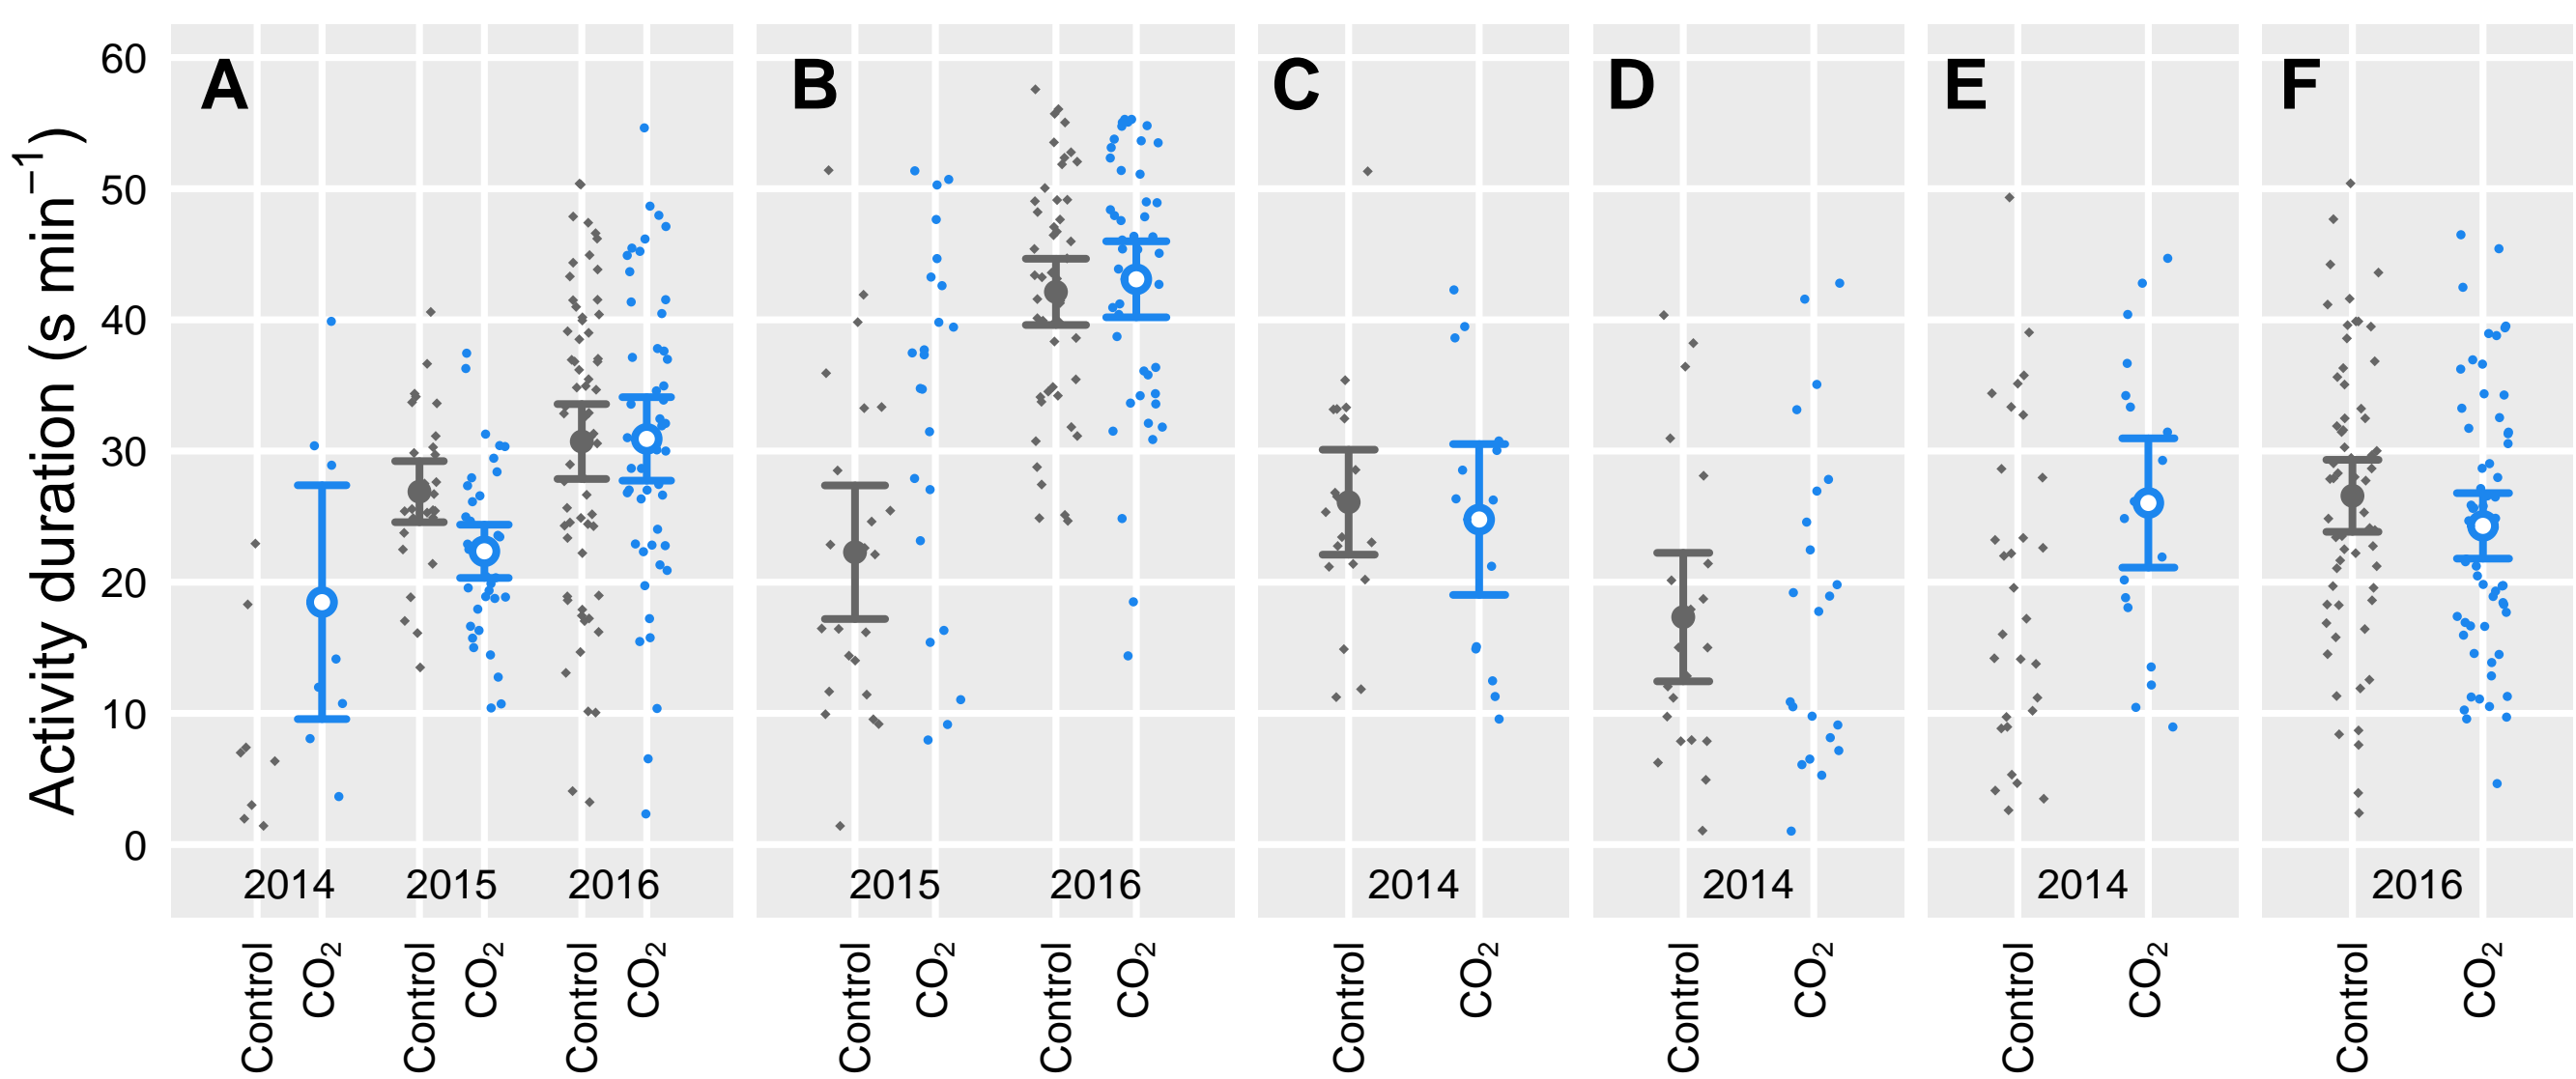 A B C D E F
Activity duration (s min⁻¹)
60
50
40
30
20
10
0
2014 2015 2016 2015 2016 2014 2014 2014 2016
Control CO₂ Control CO₂ Control CO₂ Control CO₂ Control CO₂ Control CO₂ Control CO₂ Control CO₂ Control CO₂